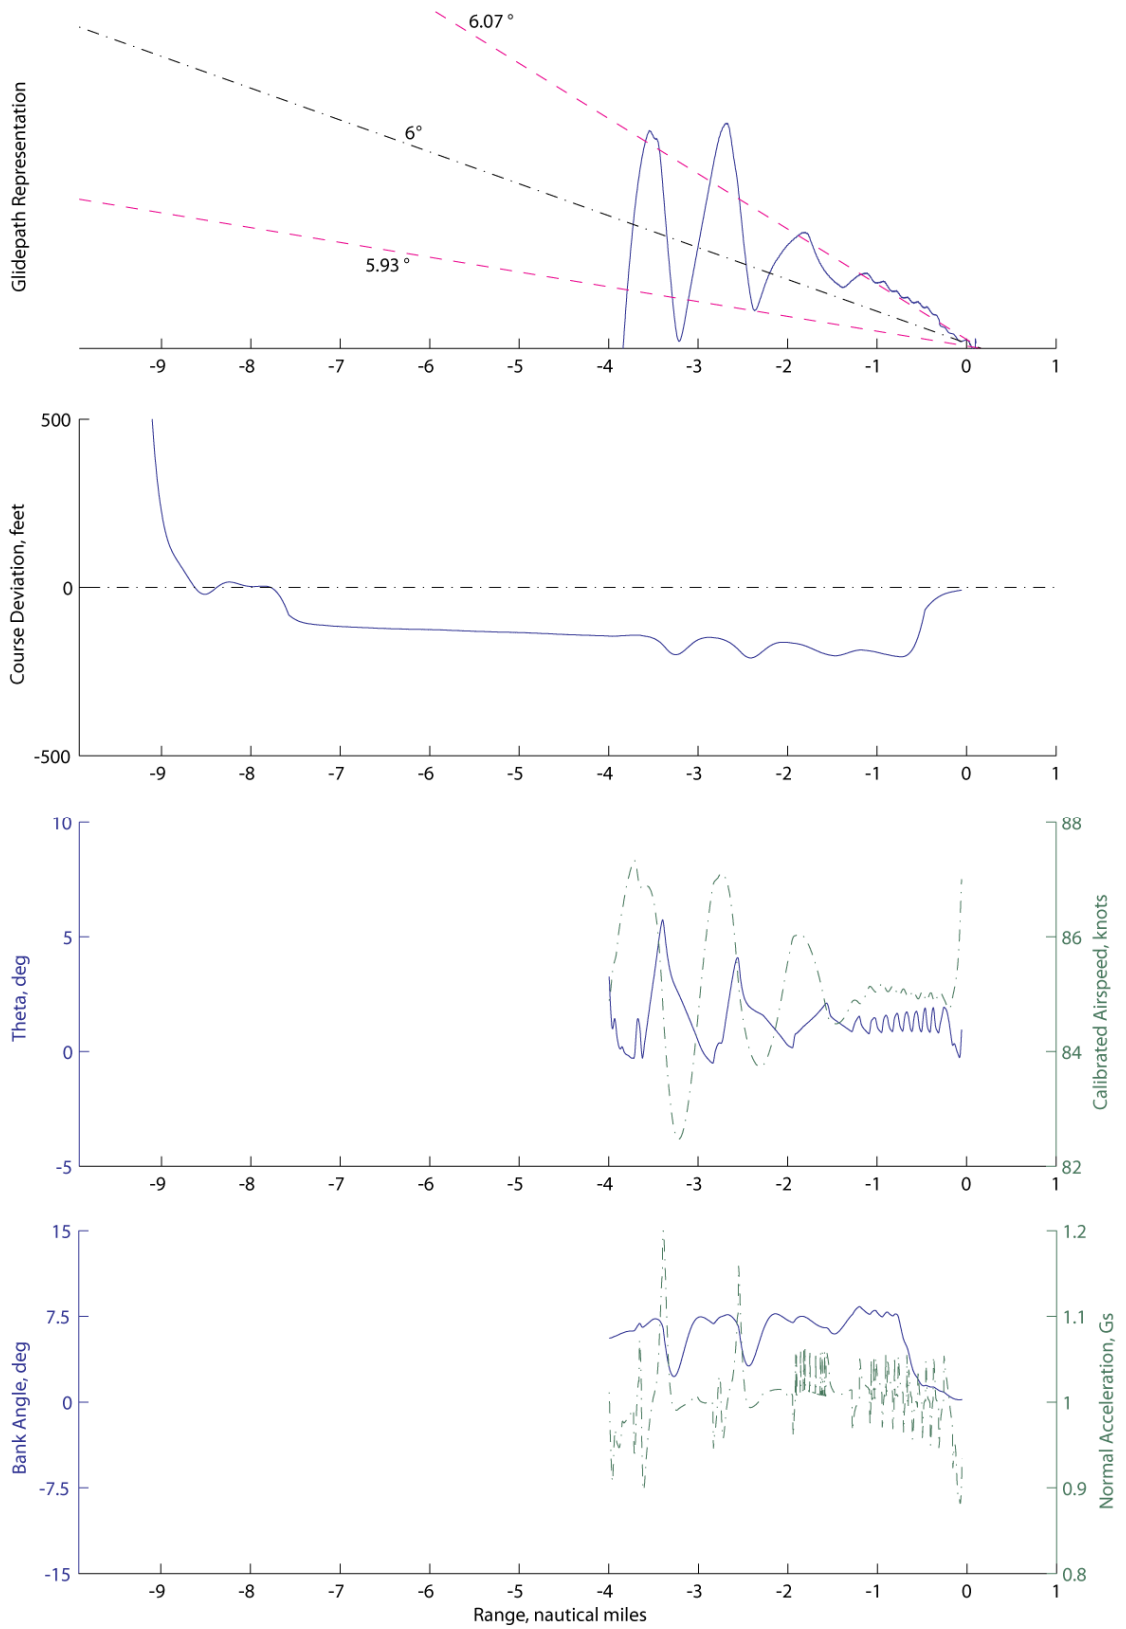 6.07 °
6°
5.93 °
Glidepath Representation
-9 -8 -7 -6 -5 -4 -3 -2 -1 0 1
500
0
-500
Course Deviation, feet
-9 -8 -7 -6 -5 -4 -3 -2 -1 0 1
10
5
0
-5
Theta, deg
88
86
84
82
Calibrated Airspeed, knots
-9 -8 -7 -6 -5 -4 -3 -2 -1 0 1
15
7.5
0
-7.5
-15
Bank Angle, deg
1.2
1.1
1
0.9
0.8
Normal Acceleration, Gs
-9 -8 -7 -6 -5 -4 -3 -2 -1 0 1
Range, nautical miles